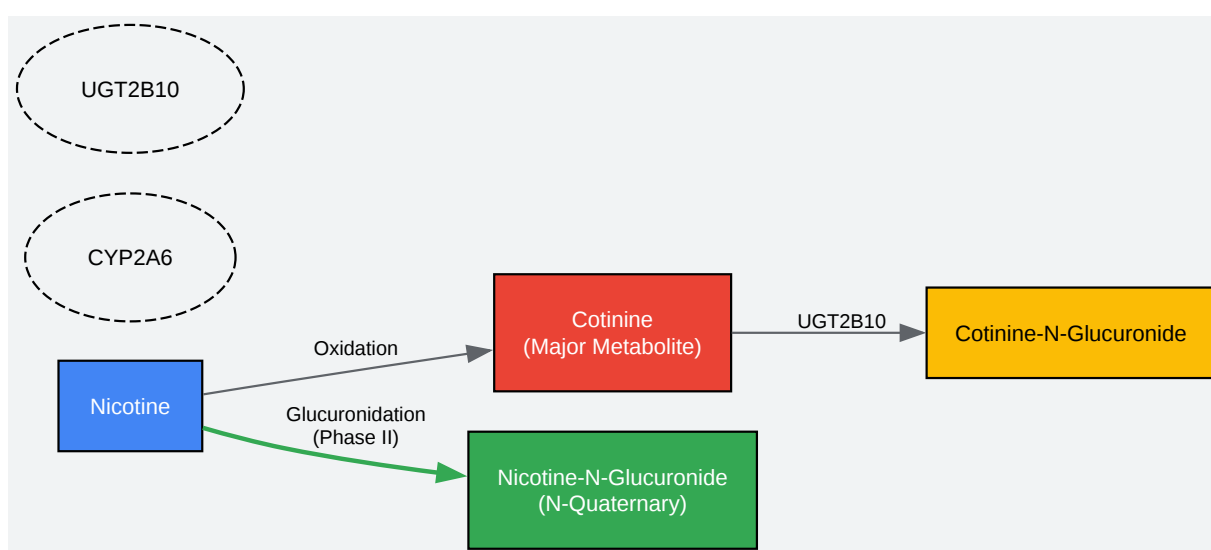 UGT2B10
CYP2A6
Nicotine
Oxidation
Glucuronidation
(Phase II)
Cotinine
(Major Metabolite)
Nicotine-N-Glucuronide
(N-Quaternary)
UGT2B10
Cotinine-N-Glucuronide